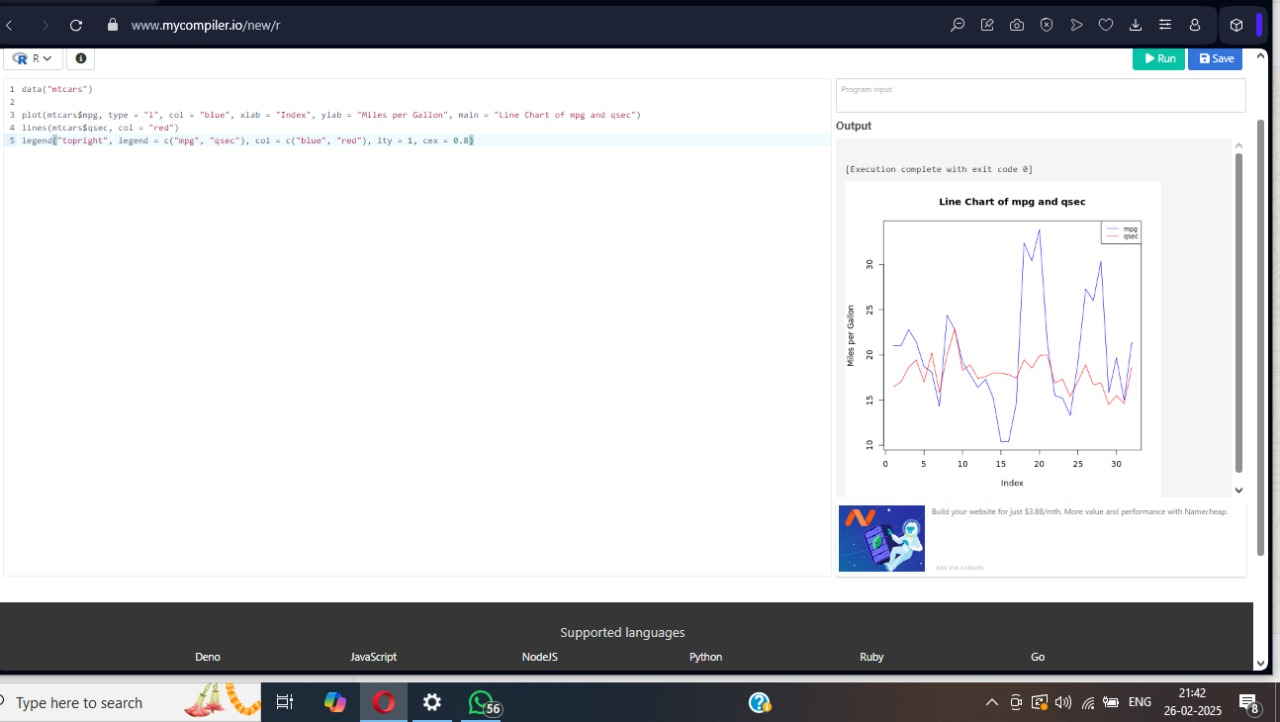 www.mycompiler.io/new/r
R
Run
Save
1 data("mtcars")
2
3 plot(mtcars$mpg, type = "l", col = "blue", xlab = "Index", ylab = "Miles per Gallon", main = "Line Chart of mpg and qsec")
4 lines(mtcars$qsec, col = "red")
5 legend("topright", legend = c("mpg", "qsec"), col = c("blue", "red"), lty = 1, cex = 0.8)
Program input
Output
[Execution complete with exit code 0]
Line Chart of mpg and qsec
mpg
qsec
Miles per Gallon
30
25
20
15
10
0 5 10 15 20 25 30
Index
Build your website for just $3.88/mth. More value and performance with Namecheap.
ADS VIA CARBON
Supported languages
Deno JavaScript NodeJS Python Ruby Go
Type here to search
56
ENG
21:42
26-02-2025
8